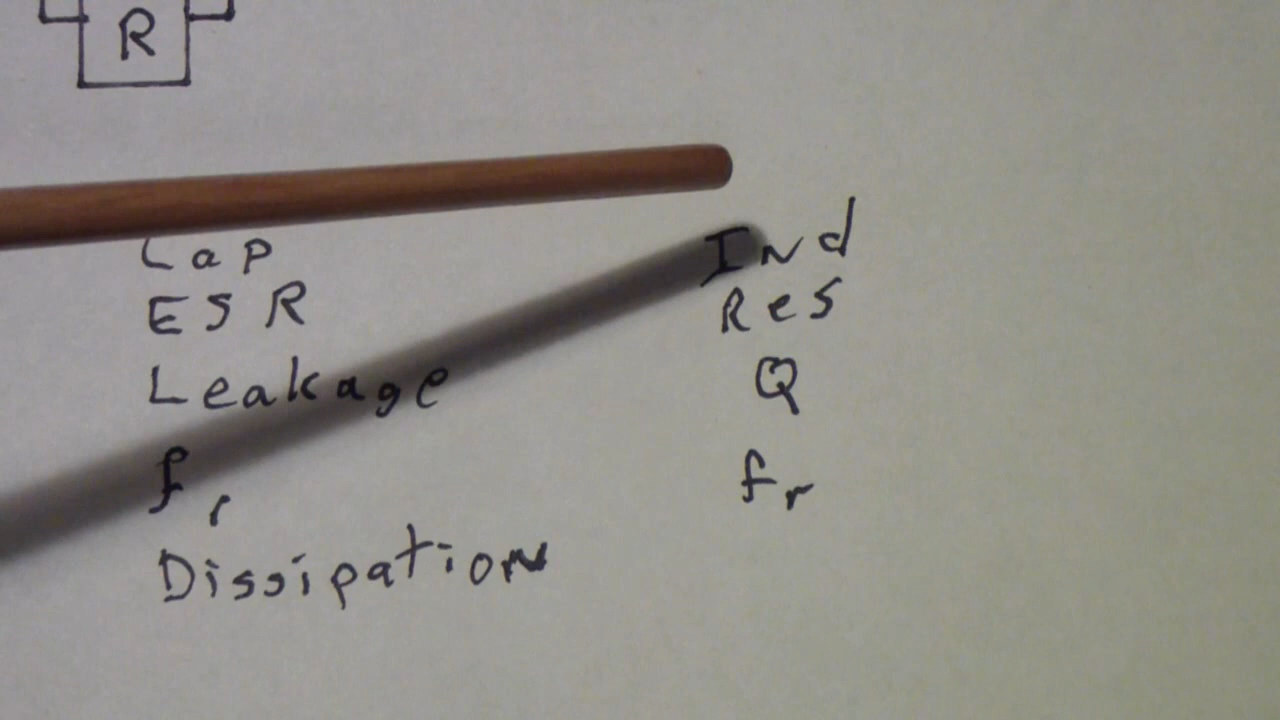 R
Cap
ESR
Leakage
fr
Dissipation
Ind
Res
Q
fr